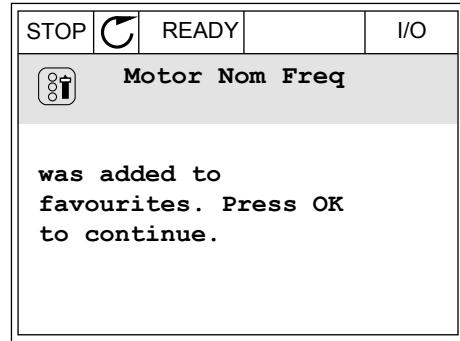 STOP READY I/O
Motor Nom Freq
was added to
favourites. Press OK
to continue.